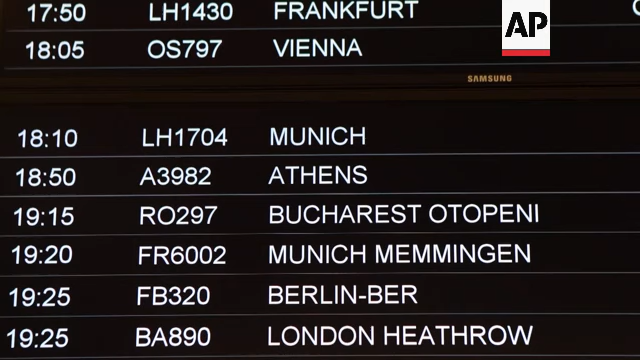 17:50 LH1430 FRANKFURT
AP
18:05 OS797 VIENNA
SAMSUNG
18:10 LH1704 MUNICH
18:50 A3982 ATHENS
19:15 RO297 BUCHAREST OTOPENI
19:20 FR6002 MUNICH MEMMINGEN
19:25 FB320 BERLIN-BER
19:25 BA890 LONDON HEATHROW